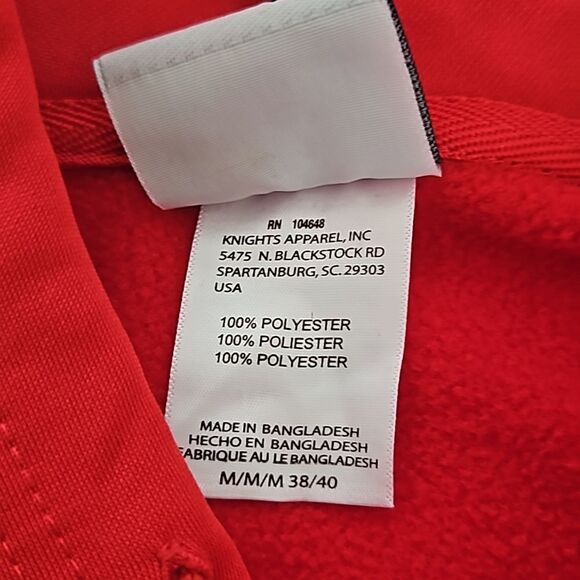 RN 104648
KNIGHTS APPAREL, INC
5475 N. BLACKSTOCK RD
SPARTANBURG, SC. 29303
USA
100% POLYESTER
100% POLIESTER
100% POLYESTER
MADE IN BANGLADESH
HECHO EN BANGLADESH
FABRIQUE AU LE BANGLADESH
M/M/M 38/40